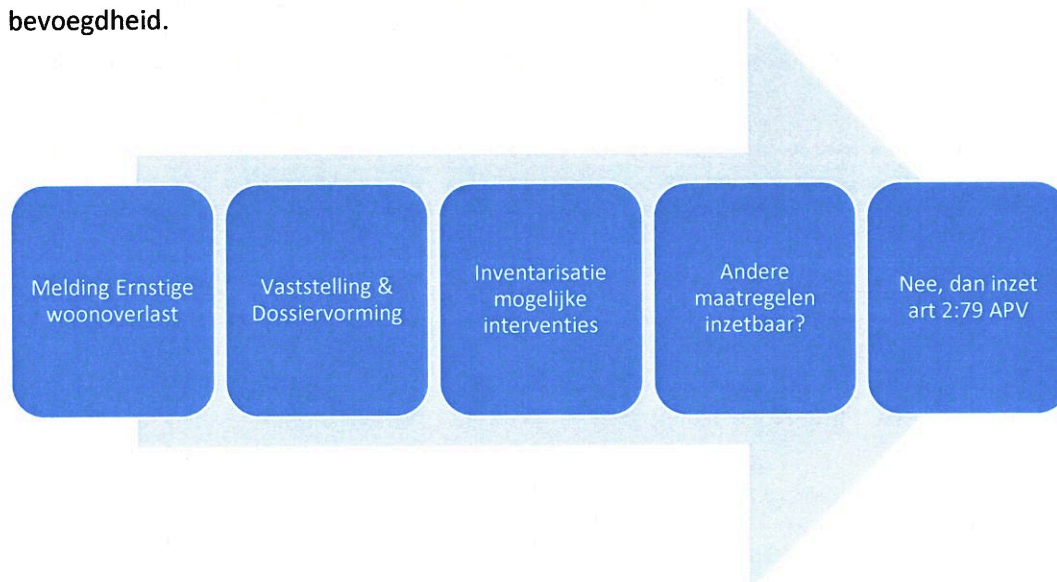 bevoegdheid.
Melding Ernstige
woonoverlast
Vaststelling &
Dossiervorming
Inventarisatie
mogelijke
interventies
Andere
maatregelen
inzetbaar?
Nee, dan inzet
art 2:79 APV